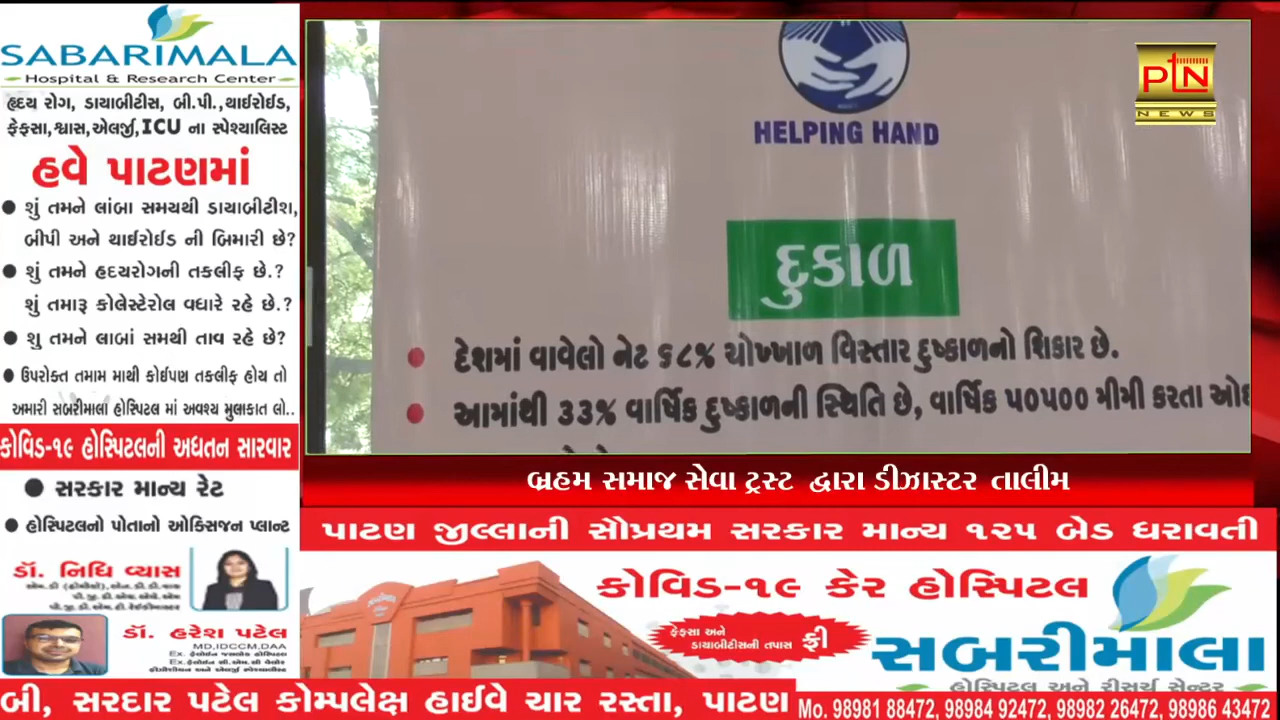 SABARIMALA
Hospital & Research Center
હૃદય રોગ, ડાયાબીટીસ, બી.પી.,થાઈરોઈડ,
ફેફસા,શ્વાસ,એલર્જી,ICU ના સ્પેશ્યાલિસ્ટ
હવે પાટણમાં
● શું તમને લાંબા સમયથી ડાયાબીટીશ,
બીપી અને થાઈરોઈડ ની બિમારી છે?
● શું તમને હૃદયરોગની તકલીફ છે.?
શું તમારૂ કોલેસ્ટેરોલ વધારે રહે છે.?
● શુ તમને લાબાં સમથી તાવ રહે છે?
● ઉપરોક્ત તમામ માથી કોઈપણ તકલીફ હોય તો
અમારી સબરીમાલા હોસ્પિટલ માં અવશ્ય મુલાકાત લો..
કોવિડ-૧૯ હોસ્પિટલની અધતન સારવાર
● સરકાર માન્ય રેટ
● હોસ્પિટલનો પોતાનો ઓક્સિજન પ્લાન્ટ
ડૉ. નિધિ વ્યાસ
ડૉ. હરેશ પટેલ
MD,IDCCM,DAA
HELPING HAND
દુકાળ
● દેશમાં વાવેલો નેટ ૬૮% ચોખ્ખાળ વિસ્તાર દુષ્કાળનો શિકાર છે.
● આમાંથી ૩૩% વાર્ષિક દુષ્કાળની સ્થિતિ છે, વાર્ષિક ૫૦૫૦૦ મીમી કરતા
PTN
NEWS
બ્રહમ સમાજ સેવા ટ્રસ્ટ દ્વારા ડીઝાસ્ટર તાલીમ
પાટણ જીલ્લાની સૌપ્રથમ સરકાર માન્ય ૧૨૫ બેડ ધરાવતી
કોવિડ-૧૯ કેર હોસ્પિટલ
ફેફસા અને
ડાયાબીટીસની તપાસ ફ્રી
સબરીમાલા
હોસ્પિટલ અને રીસર્ચ સેન્ટર
બી, સરદાર પટેલ કોમ્પલેક્ષ હાઈવે ચાર રસ્તા, પાટણ
Mo. 98981 88472, 98984 92472, 98982 26472, 98986 43472